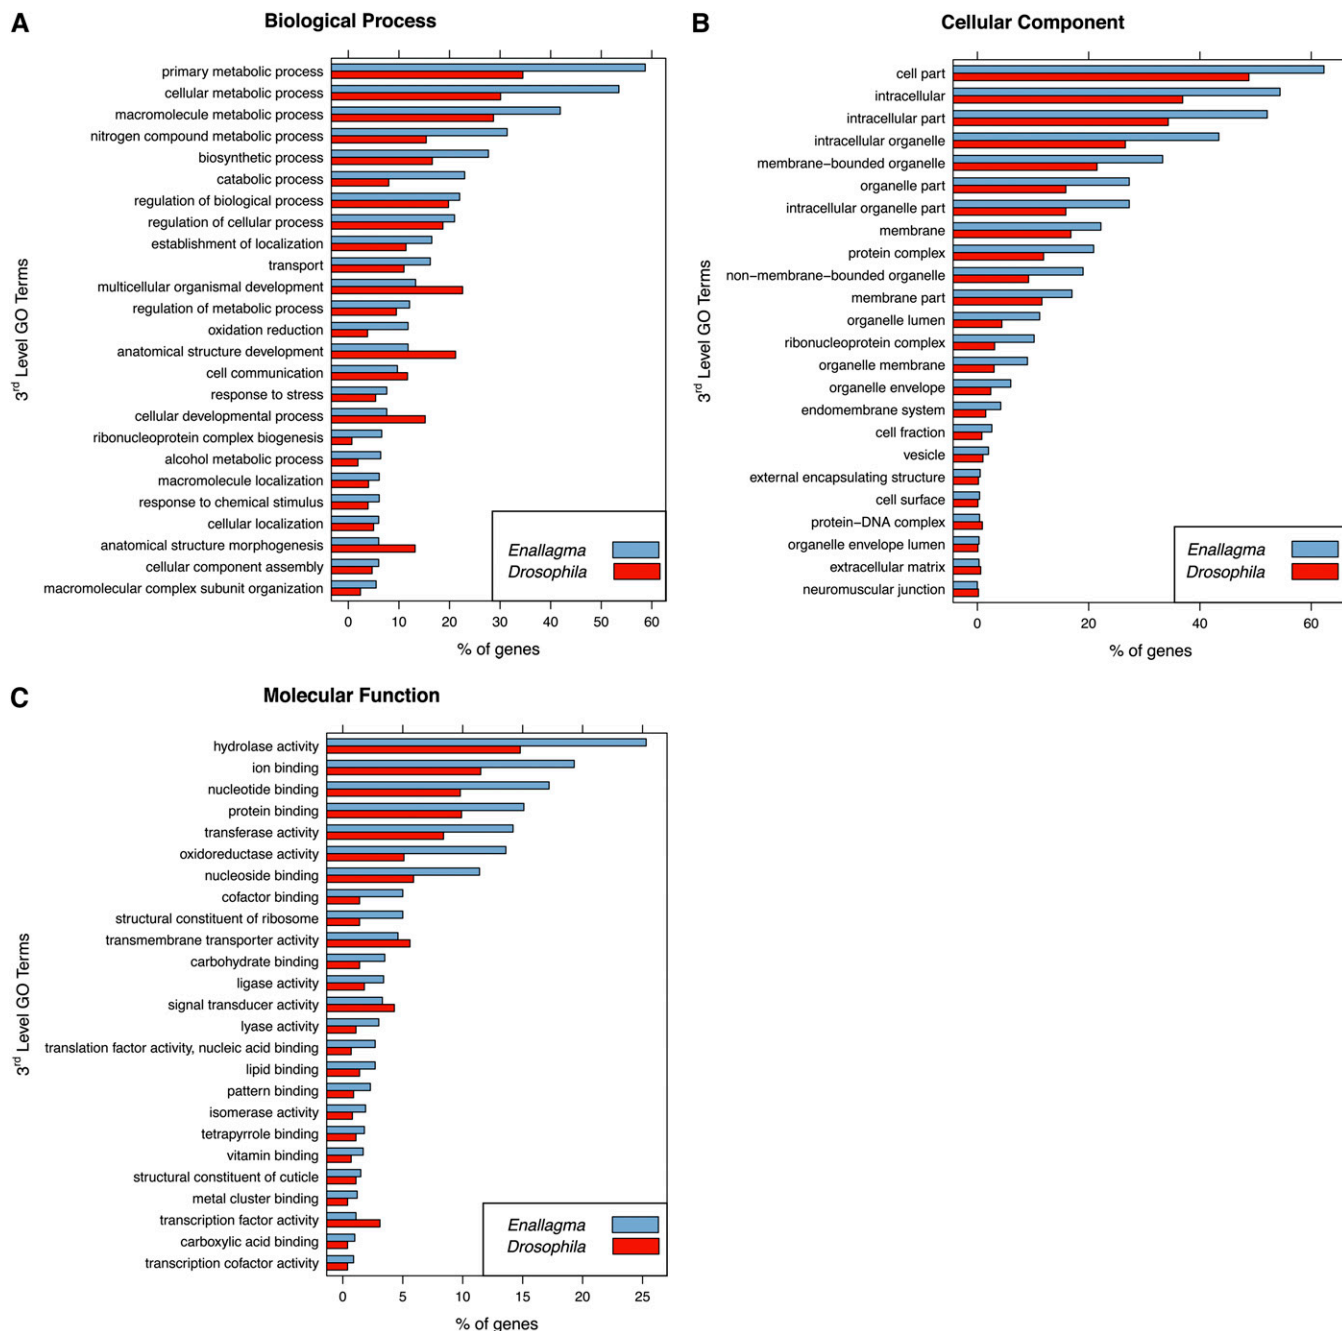 A
Biological Process
primary metabolic process
cellular metabolic process
macromolecule metabolic process
nitrogen compound metabolic process
biosynthetic process
catabolic process
regulation of biological process
regulation of cellular process
establishment of localization
transport
multicellular organismal development
regulation of metabolic process
oxidation reduction
anatomical structure development
cell communication
response to stress
cellular developmental process
ribonucleoprotein complex biogenesis
alcohol metabolic process
macromolecule localization
response to chemical stimulus
cellular localization
anatomical structure morphogenesis
cellular component assembly
macromolecular complex subunit organization
3rd Level GO Terms
Enallagma
Drosophila
0 10 20 30 40 50 60
% of genes
B
Cellular Component
cell part
intracellular
intracellular part
intracellular organelle
membrane−bounded organelle
organelle part
intracellular organelle part
membrane
protein complex
non−membrane−bounded organelle
membrane part
organelle lumen
ribonucleoprotein complex
organelle membrane
organelle envelope
endomembrane system
cell fraction
vesicle
external encapsulating structure
cell surface
protein−DNA complex
organelle envelope lumen
extracellular matrix
neuromuscular junction
3rd Level GO Terms
Enallagma
Drosophila
0 20 40 60
% of genes
C
Molecular Function
hydrolase activity
ion binding
nucleotide binding
protein binding
transferase activity
oxidoreductase activity
nucleoside binding
cofactor binding
structural constituent of ribosome
transmembrane transporter activity
carbohydrate binding
ligase activity
signal transducer activity
lyase activity
translation factor activity, nucleic acid binding
lipid binding
pattern binding
isomerase activity
tetrapyrrole binding
vitamin binding
structural constituent of cuticle
metal cluster binding
transcription factor activity
carboxylic acid binding
transcription cofactor activity
3rd Level GO Terms
Enallagma
Drosophila
0 5 10 15 20 25
% of genes